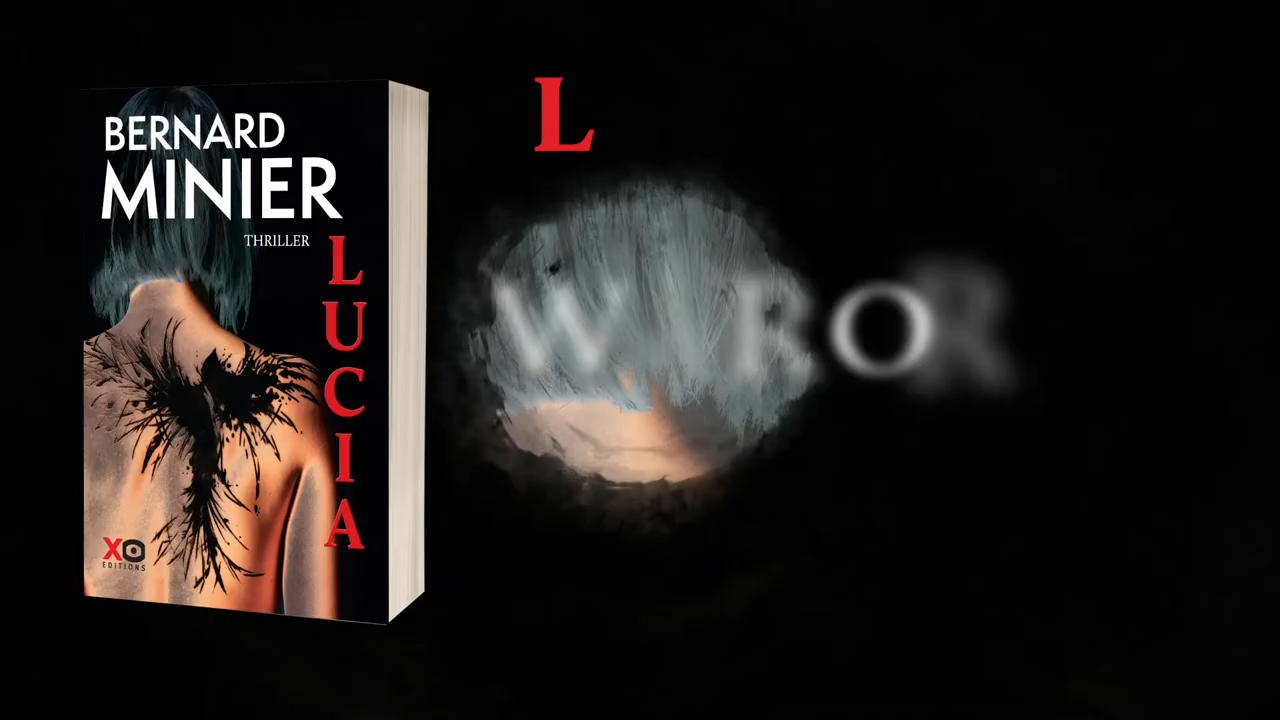 BERNARD
MINIER
THRILLER
LUCIA
XO
EDITIONS
L